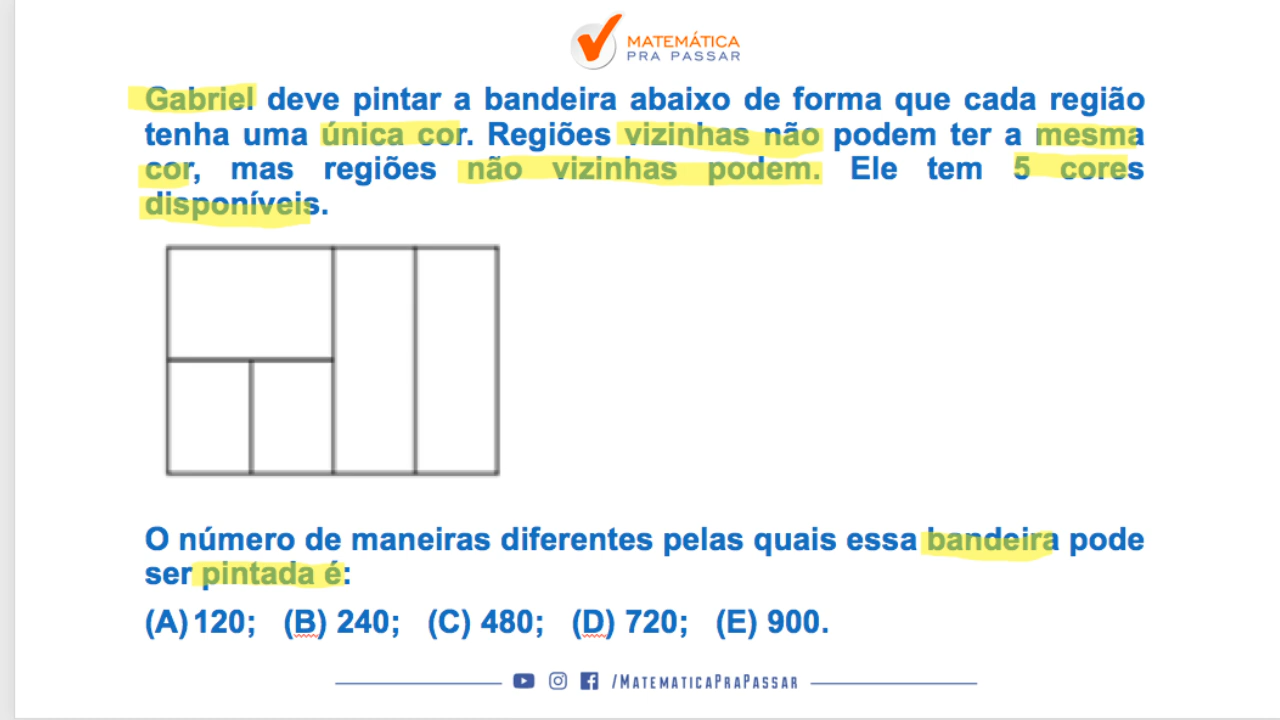 MATEMÁTICA
PRA PASSAR
Gabriel deve pintar a bandeira abaixo de forma que cada região
tenha uma única cor. Regiões vizinhas não podem ter a mesma
cor, mas regiões não vizinhas podem. Ele tem 5 cores
disponíveis.
O número de maneiras diferentes pelas quais essa bandeira pode
ser pintada é:
(A) 120; (B) 240; (C) 480; (D) 720; (E) 900.
/MATEMATICAPRAPASSAR